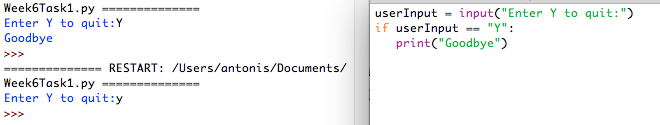 Week6Task1.py ==============
Enter Y to quit:Y
Goodbye
>>>
============== RESTART: /Users/antonis/Documents/
Week6Task1.py ==============
Enter Y to quit:y
>>>
userInput = input("Enter Y to quit:")
if userInput == "Y":
    print("Goodbye")